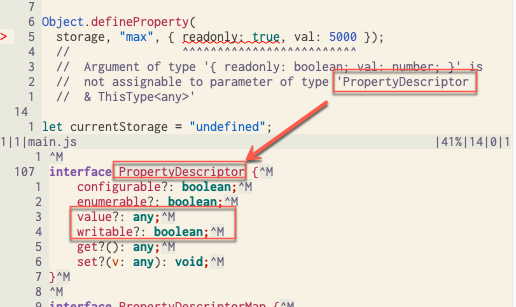 7
6 Object.defineProperty(
> 5 storage, "max", { readonly: true, val: 5000 });
4 // ^^^^^^^^^^^^^^^^^^^^^^^^^
3 // Argument of type '{ readonly: boolean; val: number; }' is
2 // not assignable to parameter of type 'PropertyDescriptor
1 // & ThisType<any>'
14
1 let currentStorage = "undefined";
1|1|main.js |41%|14|0|1
1 ^M
107 interface PropertyDescriptor {^M
1 configurable?: boolean;^M
2 enumerable?: boolean;^M
3 value?: any;^M
4 writable?: boolean;^M
5 get?(): any;^M
6 set?(v: any): void;^M
7 }^M
8 ^M
9 interface PropertyDescriptorMap {^M